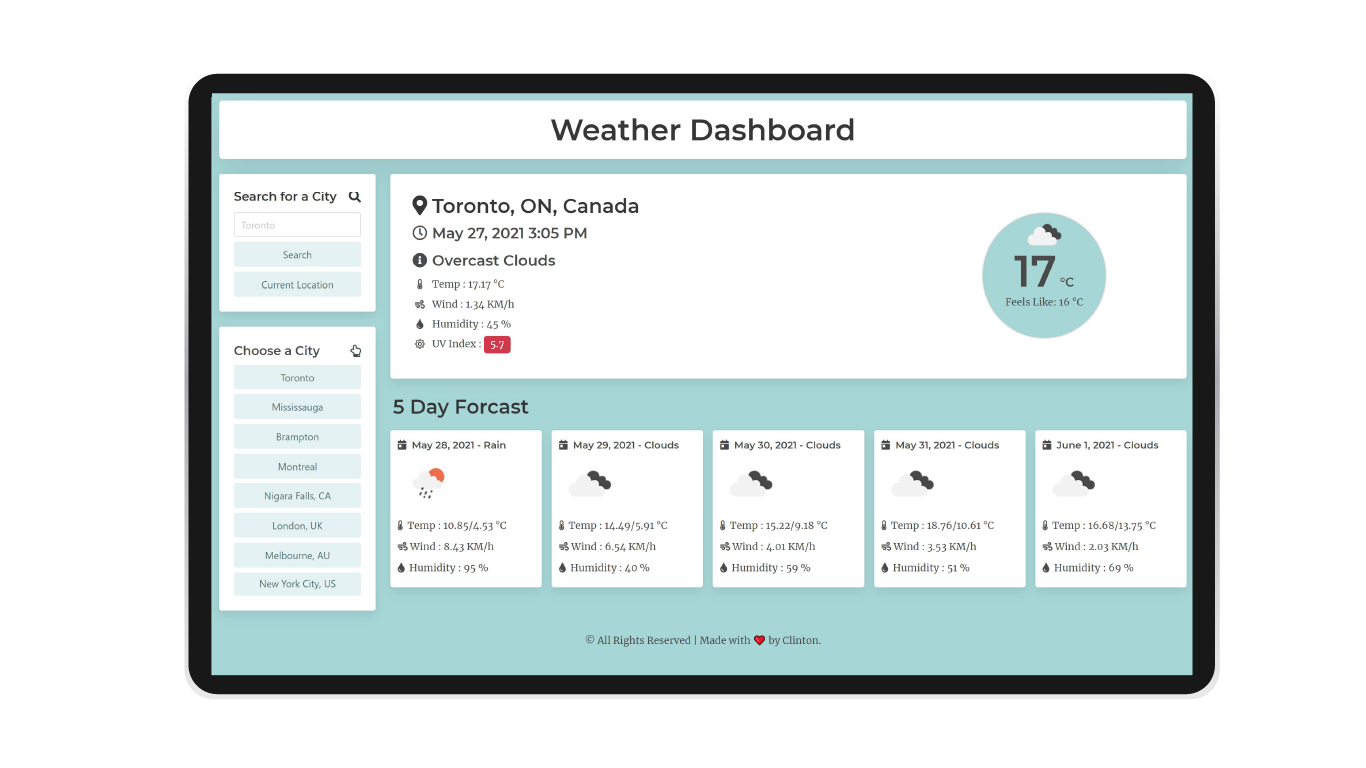 Weather Dashboard
Search for a City
Toronto
Search
Current Location
Choose a City
Toronto
Mississauga
Brampton
Montreal
Nigara Falls, CA
London, UK
Melbourne, AU
New York City, US
Toronto, ON, Canada
May 27, 2021 3:05 PM
Overcast Clouds
Temp : 17.17 °C
Wind : 1.34 KM/h
Humidity : 45 %
UV Index : 5.7
17 °C
Feels Like: 16 °C
5 Day Forcast
May 28, 2021 - Rain
Temp : 10.85/4.53 °C
Wind : 8.43 KM/h
Humidity : 95 %
May 29, 2021 - Clouds
Temp : 14.49/5.91 °C
Wind : 6.54 KM/h
Humidity : 40 %
May 30, 2021 - Clouds
Temp : 15.22/9.18 °C
Wind : 4.01 KM/h
Humidity : 59 %
May 31, 2021 - Clouds
Temp : 18.76/10.61 °C
Wind : 3.53 KM/h
Humidity : 51 %
June 1, 2021 - Clouds
Temp : 16.68/13.75 °C
Wind : 2.03 KM/h
Humidity : 69 %
© All Rights Reserved | Made with ❤️ by Clinton.